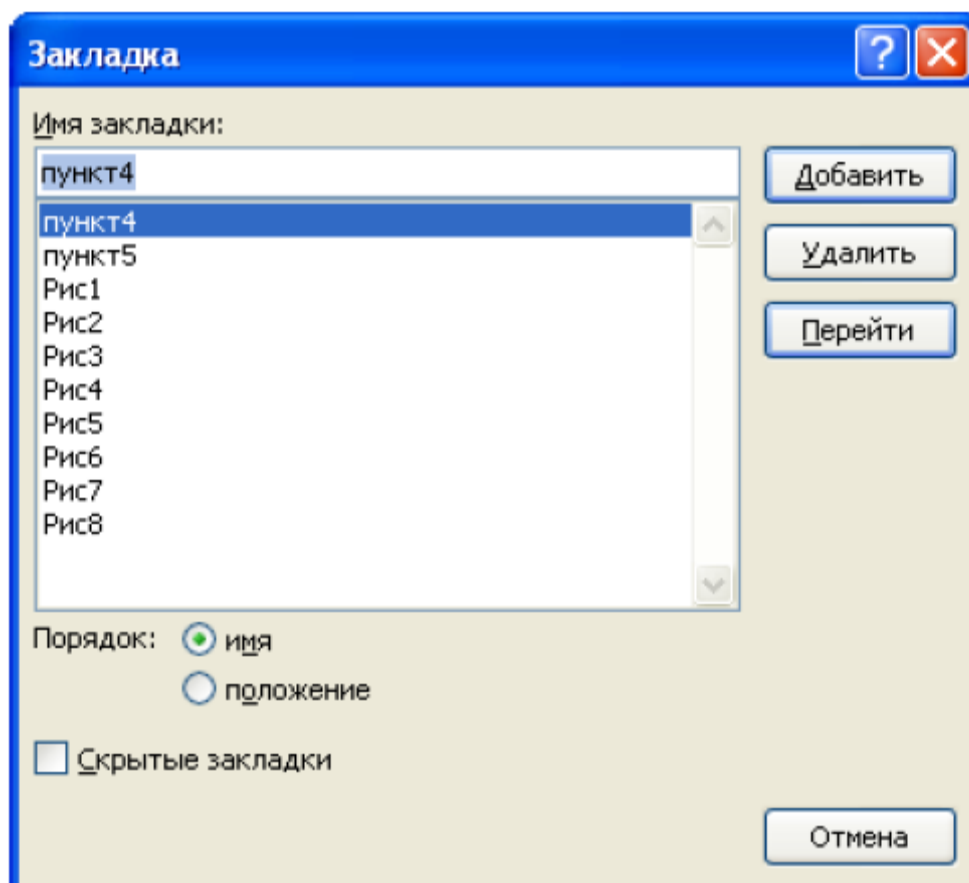 Закладка
Имя закладки:
пункт4
Добавить
пункт4
пункт5
Удалить
Рис1
Рис2
Перейти
Рис3
Рис4
Рис5
Рис6
Рис7
Рис8
Порядок: имя
положение
Скрытые закладки
Отмена